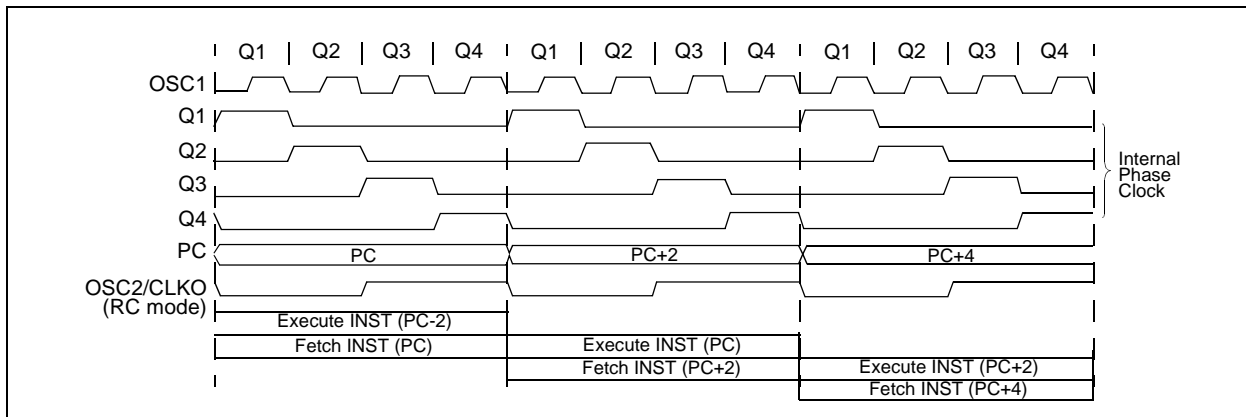 Q1 Q2 Q3 Q4 Q1 Q2 Q3 Q4 Q1 Q2 Q3 Q4
OSC1
Q1
Q2
Q3
Q4
Internal
Phase
Clock
PC PC PC+2 PC+4
OSC2/CLKO
(RC mode)
Execute INST (PC-2)
Fetch INST (PC) Execute INST (PC)
Fetch INST (PC+2) Execute INST (PC+2)
Fetch INST (PC+4)